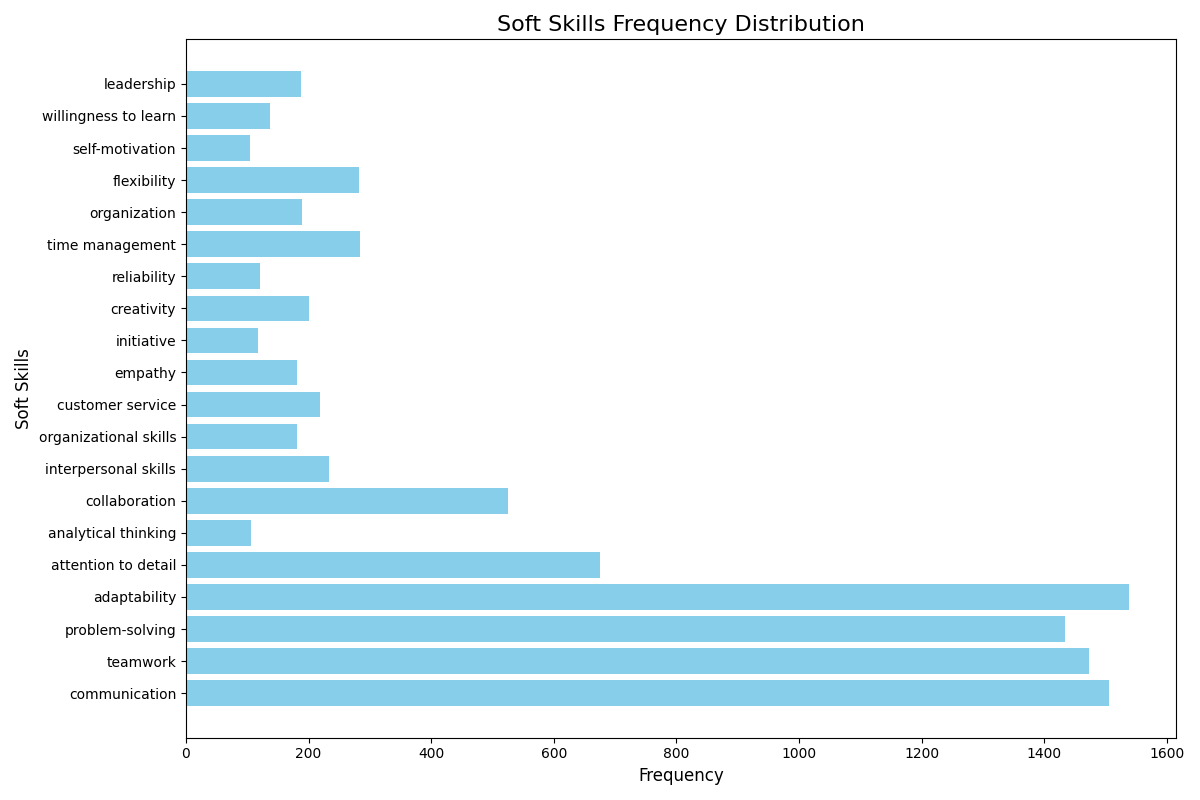 Soft Skills Frequency Distribution
Soft Skills
leadership
willingness to learn
self-motivation
flexibility
organization
time management
reliability
creativity
initiative
empathy
customer service
organizational skills
interpersonal skills
collaboration
analytical thinking
attention to detail
adaptability
problem-solving
teamwork
communication
0 200 400 600 800 1000 1200 1400 1600
Frequency